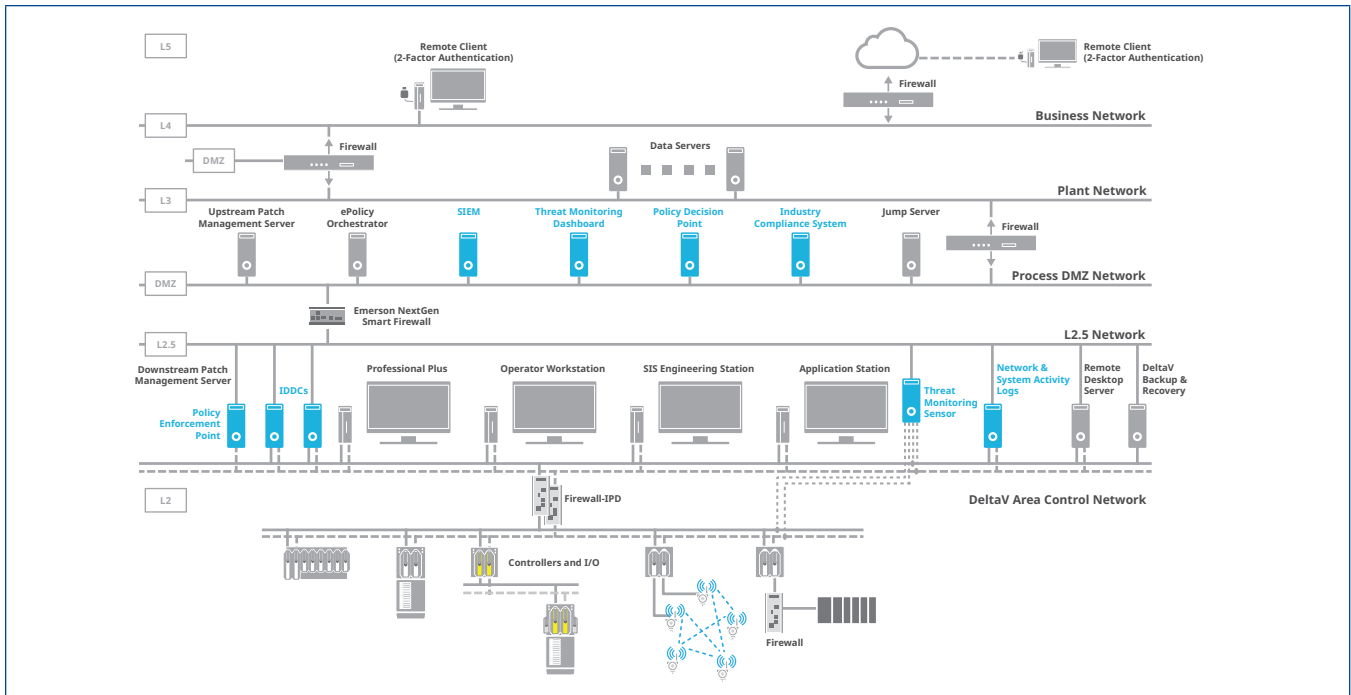 L5
Remote Client
(2-Factor Authentication)
Firewall
Remote Client
(2-Factor Authentication)
L4
Business Network
DMZ
Firewall
Data Servers
L3
Plant Network
Upstream Patch
Management Server
ePolicy
Orchestrator
SIEM
Threat Monitoring
Dashboard
Policy Decision
Point
Industry
Compliance System
Jump Server
Firewall
DMZ
Process DMZ Network
Emerson NextGen
Smart Firewall
L2.5
L2.5 Network
Downstream Patch
Management Server
Policy
Enforcement
Point
IDDCs
Professional Plus
Operator Workstation
SIS Engineering Station
Application Station
Threat
Monitoring
Sensor
Network &
System Activity
Logs
Remote
Desktop
Server
DeltaV
Backup &
Recovery
L2
Firewall-IPD
DeltaV Area Control Network
Controllers and I/O
Firewall